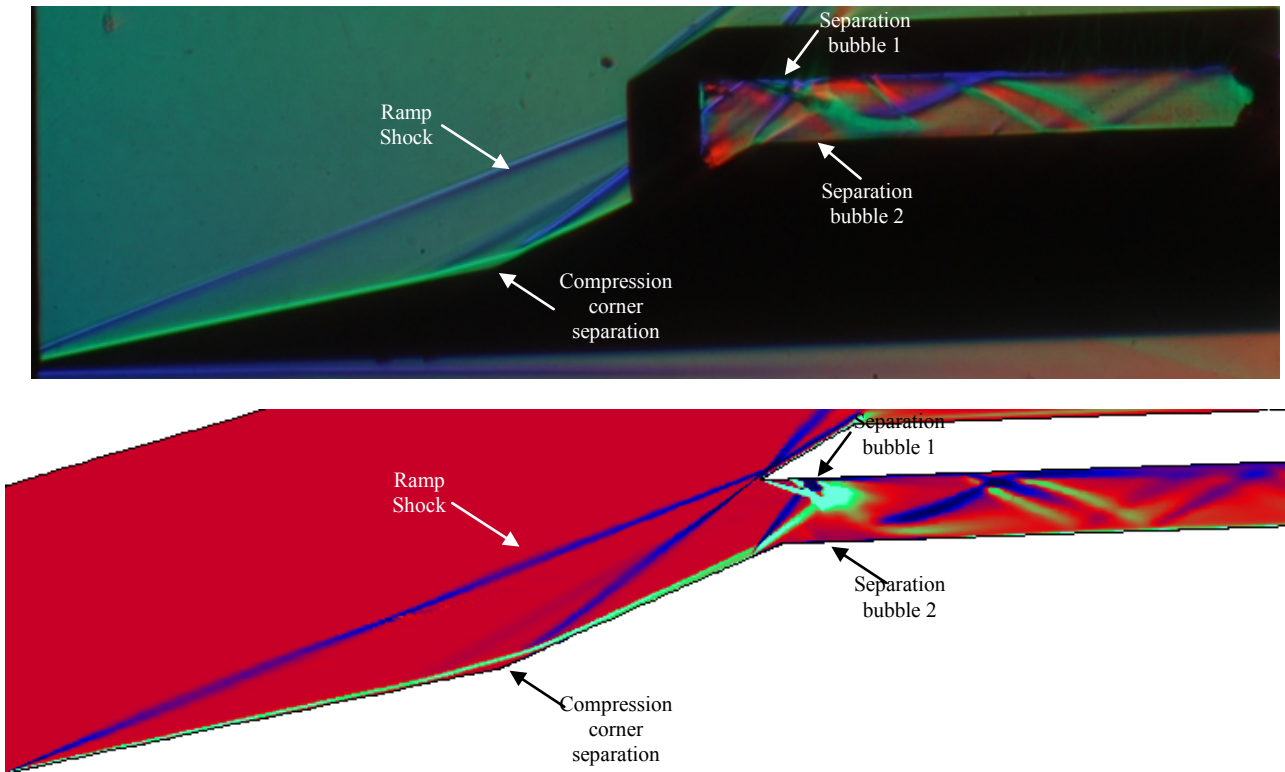 Separation
bubble 1
Ramp
Shock
Separation
bubble 2
Compression
corner
separation
Separation
bubble 1
Ramp
Shock
Separation
bubble 2
Compression
corner
separation